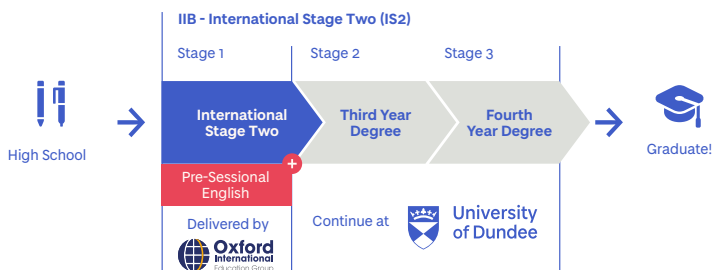 IIB - International Stage Two (IS2)
Stage 1
Stage 2
Stage 3
High School
International
Stage Two
Third Year
Degree
Fourth
Year Degree
Graduate!
+
Pre-Sessional
English
Delivered by
Oxford
International
Education Group
Continue at
University
of Dundee